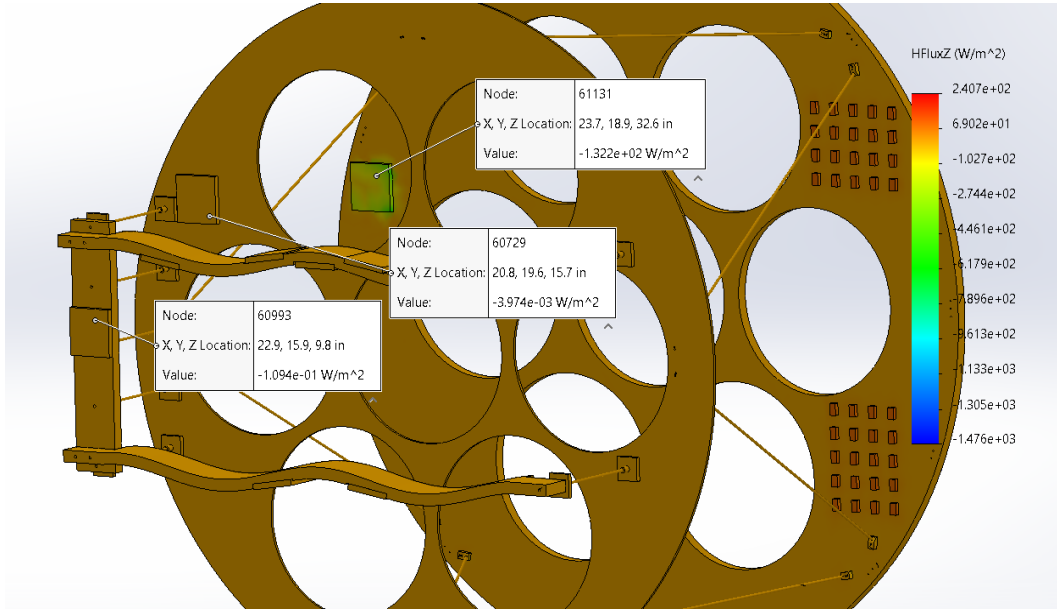 HFluxZ (W/m^2)
2.407e+02
6.902e+01
-1.027e+02
-2.744e+02
-4.461e+02
-6.179e+02
-7.896e+02
-9.613e+02
-1.133e+03
-1.305e+03
-1.476e+03
Node: 61131
X, Y, Z Location: 23.7, 18.9, 32.6 in
Value: -1.322e+02 W/m^2
Node: 60729
X, Y, Z Location: 20.8, 19.6, 15.7 in
Value: -3.974e-03 W/m^2
Node: 60993
X, Y, Z Location: 22.9, 15.9, 9.8 in
Value: -1.094e-01 W/m^2